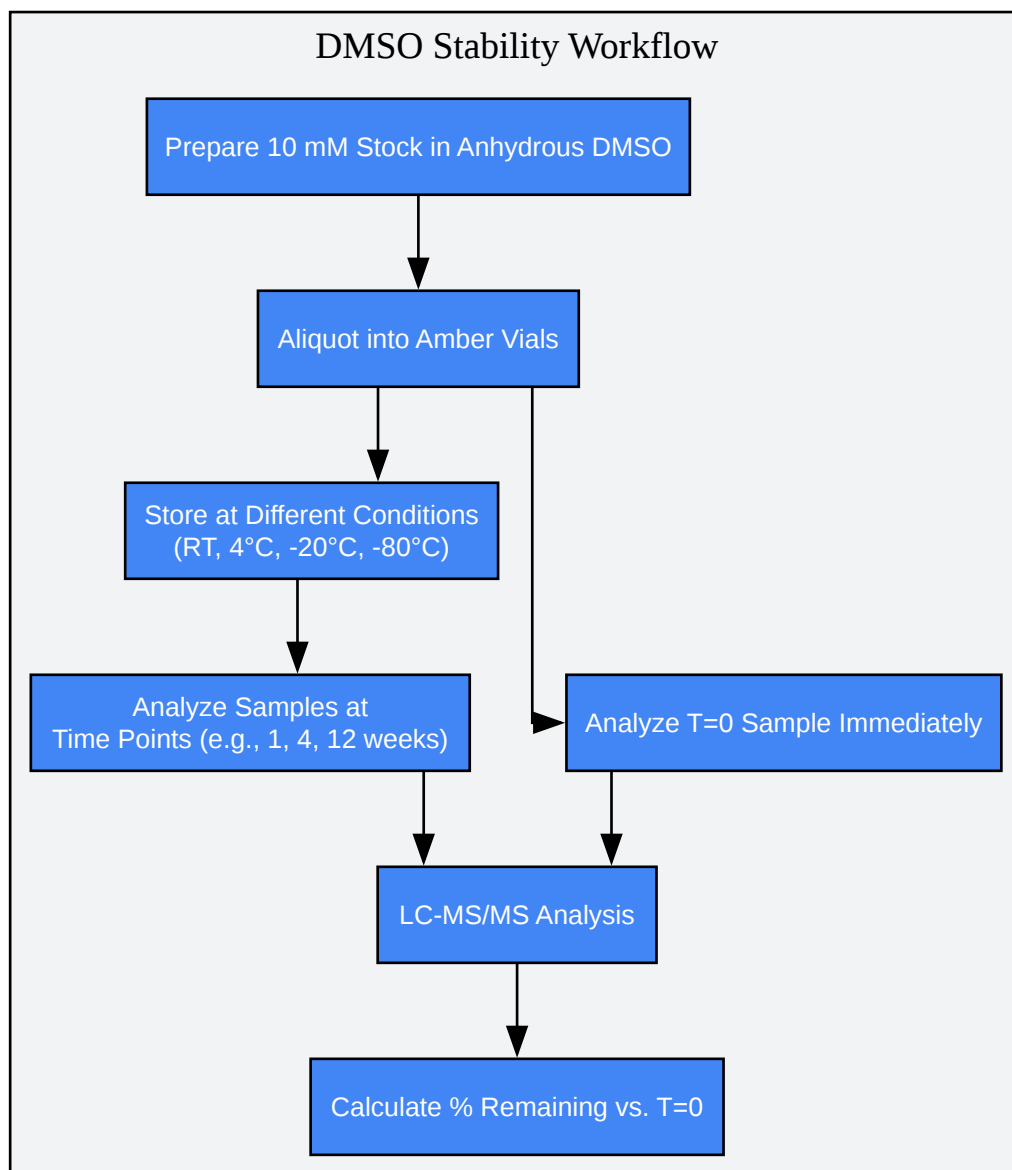 DMSO Stability Workflow
Prepare 10 mM Stock in Anhydrous DMSO
Aliquot into Amber Vials
Store at Different Conditions
(RT, 4°C, -20°C, -80°C)
Analyze Samples at
Time Points (e.g., 1, 4, 12 weeks)
Analyze T=0 Sample Immediately
LC-MS/MS Analysis
Calculate % Remaining vs. T=0